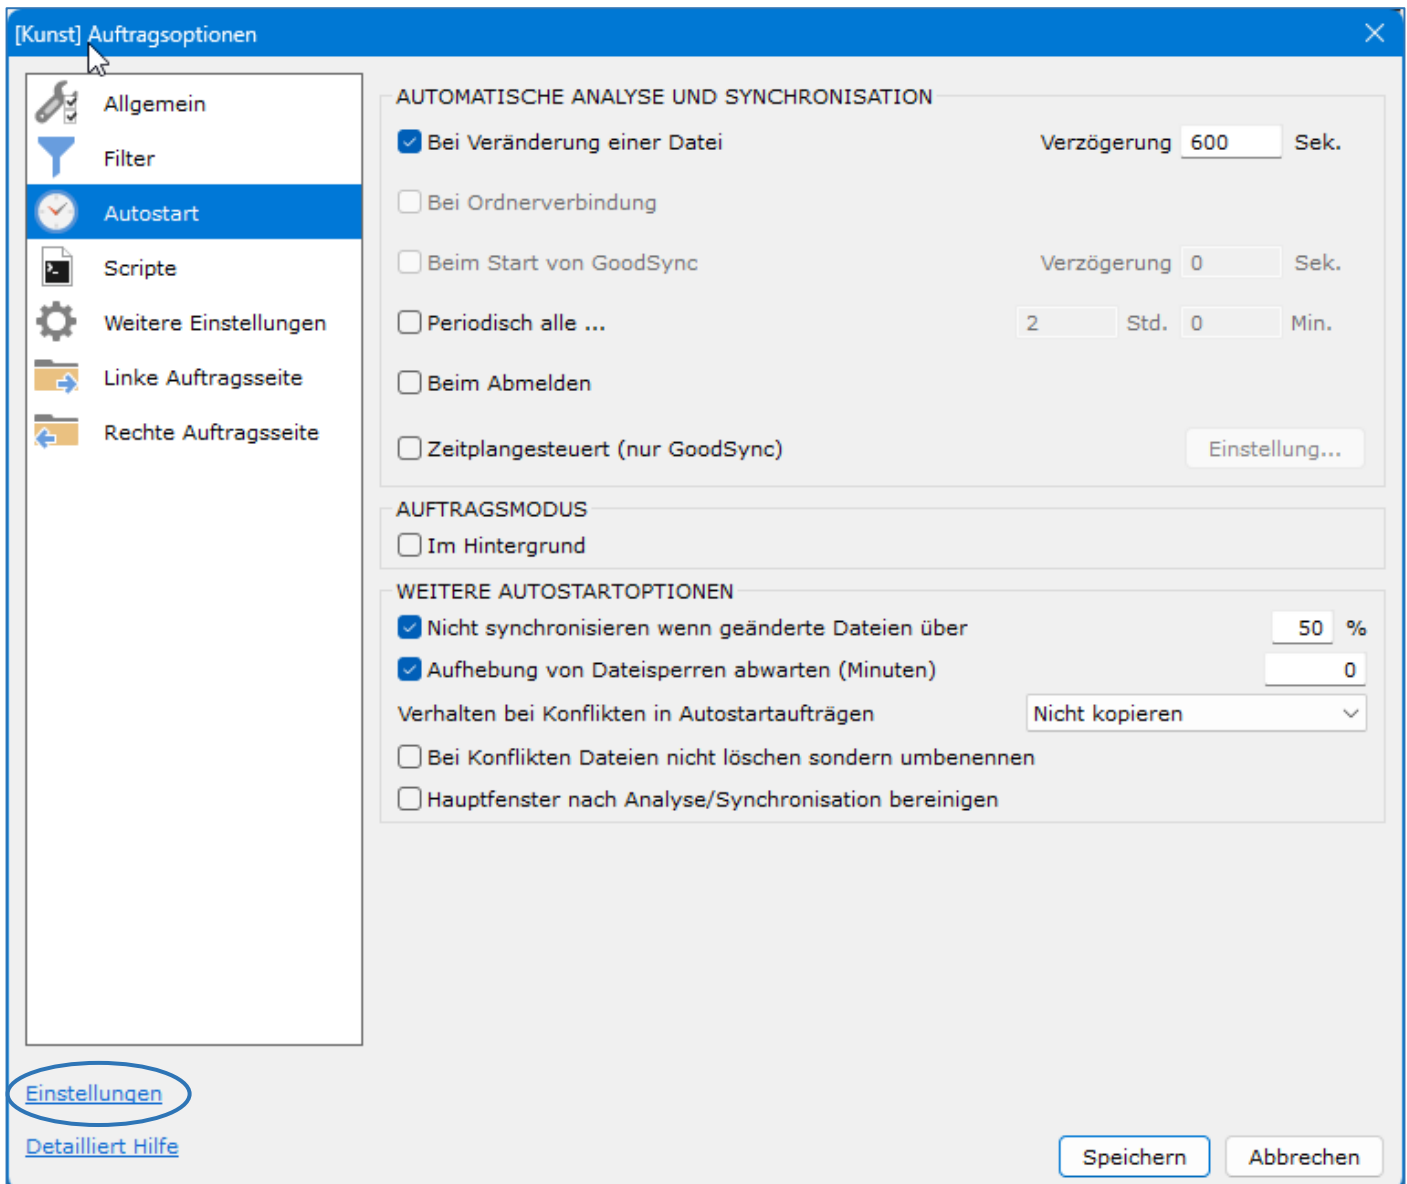 [Kunst] Auftragsoptionen
Allgemein
Filter
Autostart
Scripte
Weitere Einstellungen
Linke Auftragsseite
Rechte Auftragsseite
AUTOMATISCHE ANALYSE UND SYNCHRONISATION
Bei Veränderung einer Datei Verzögerung 600 Sek.
Bei Ordnerverbindung
Beim Start von GoodSync Verzögerung 0 Sek.
Periodisch alle ... 2 Std. 0 Min.
Beim Abmelden
Zeitplangesteuert (nur GoodSync) Einstellung...
AUFTRAGSMODUS
Im Hintergrund
WEITERE AUTOSTARTOPTIONEN
Nicht synchronisieren wenn geänderte Dateien über 50 %
Aufhebung von Dateisperren abwarten (Minuten) 0
Verhalten bei Konflikten in Autostartaufträgen Nicht kopieren
Bei Konflikten Dateien nicht löschen sondern umbenennen
Hauptfenster nach Analyse/Synchronisation bereinigen
Einstellungen
Detailliert Hilfe
Speichern Abbrechen